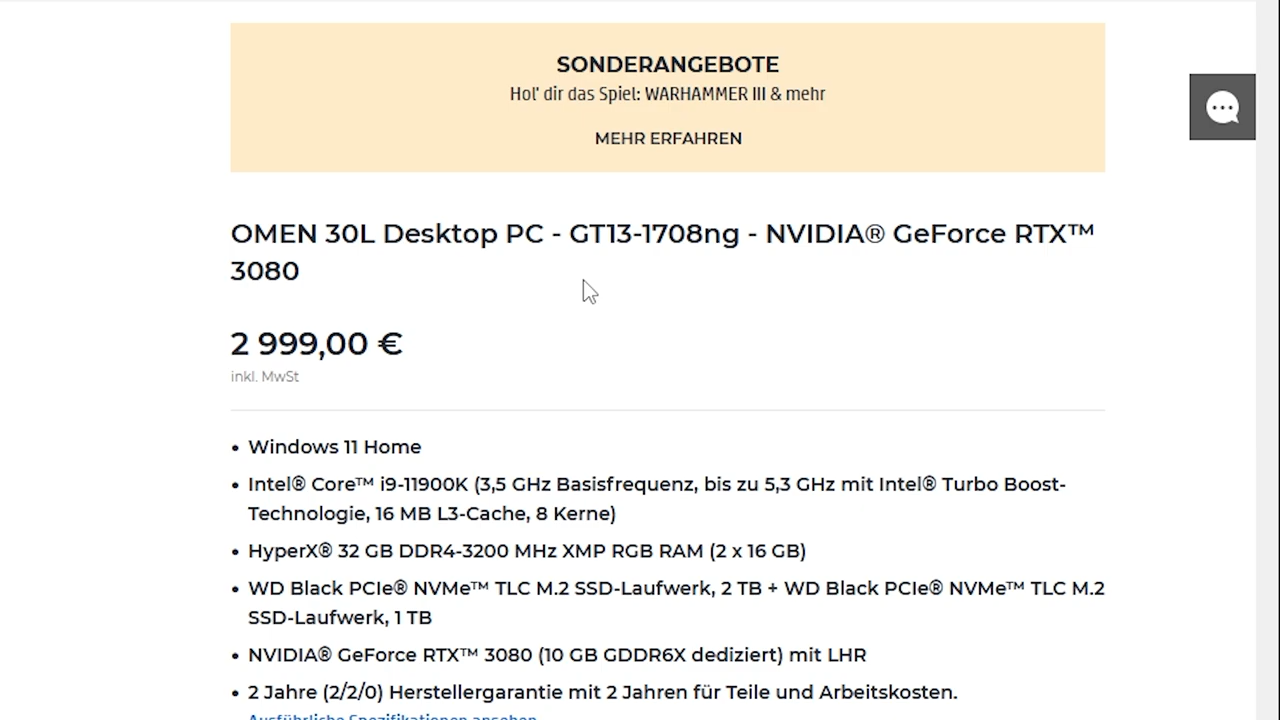 SONDERANGEBOTE
Hol' dir das Spiel: WARHAMMER III & mehr
MEHR ERFAHREN
OMEN 30L Desktop PC - GT13-1708ng - NVIDIA® GeForce RTX™
3080
2 999,00 €
inkl. MwSt
• Windows 11 Home
• Intel® Core™ i9-11900K (3,5 GHz Basisfrequenz, bis zu 5,3 GHz mit Intel® Turbo Boost-
Technologie, 16 MB L3-Cache, 8 Kerne)
• HyperX® 32 GB DDR4-3200 MHz XMP RGB RAM (2 x 16 GB)
• WD Black PCIe® NVMe™ TLC M.2 SSD-Laufwerk, 2 TB + WD Black PCIe® NVMe™ TLC M.2
SSD-Laufwerk, 1 TB
• NVIDIA® GeForce RTX™ 3080 (10 GB GDDR6X dediziert) mit LHR
• 2 Jahre (2/2/0) Herstellergarantie mit 2 Jahren für Teile und Arbeitskosten.
Ausführliche Spezifikationen ansehen